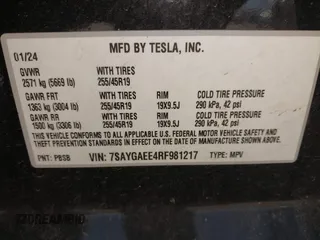 MFD BY TESLA, INC.
01/24
GVWR WITH TIRES
2571 kg (5669 lb) 255/45R19
GAWR FRT WITH TIRES RIM COLD TIRE PRESSURE
1363 kg (3004 lb) 255/45R19 19X9.5J 290 kPa, 42 psi
GAWR RR WITH TIRES RIM COLD TIRE PRESSURE
1500 kg (3306 lb) 255/45R19 19X9.5J 290 kPa, 42 psi
THIS VEHICLE CONFORMS TO ALL APPLICABLE U.S. FEDERAL MOTOR VEHICLE SAFETY AND
THEFT PREVENTION STANDARDS IN EFFECT ON THE DATE OF MANUFACTURE SHOWN ABOVE.
PNT: PBSB VIN: 7SAYGAEE4RF981217 TYPE: MPV